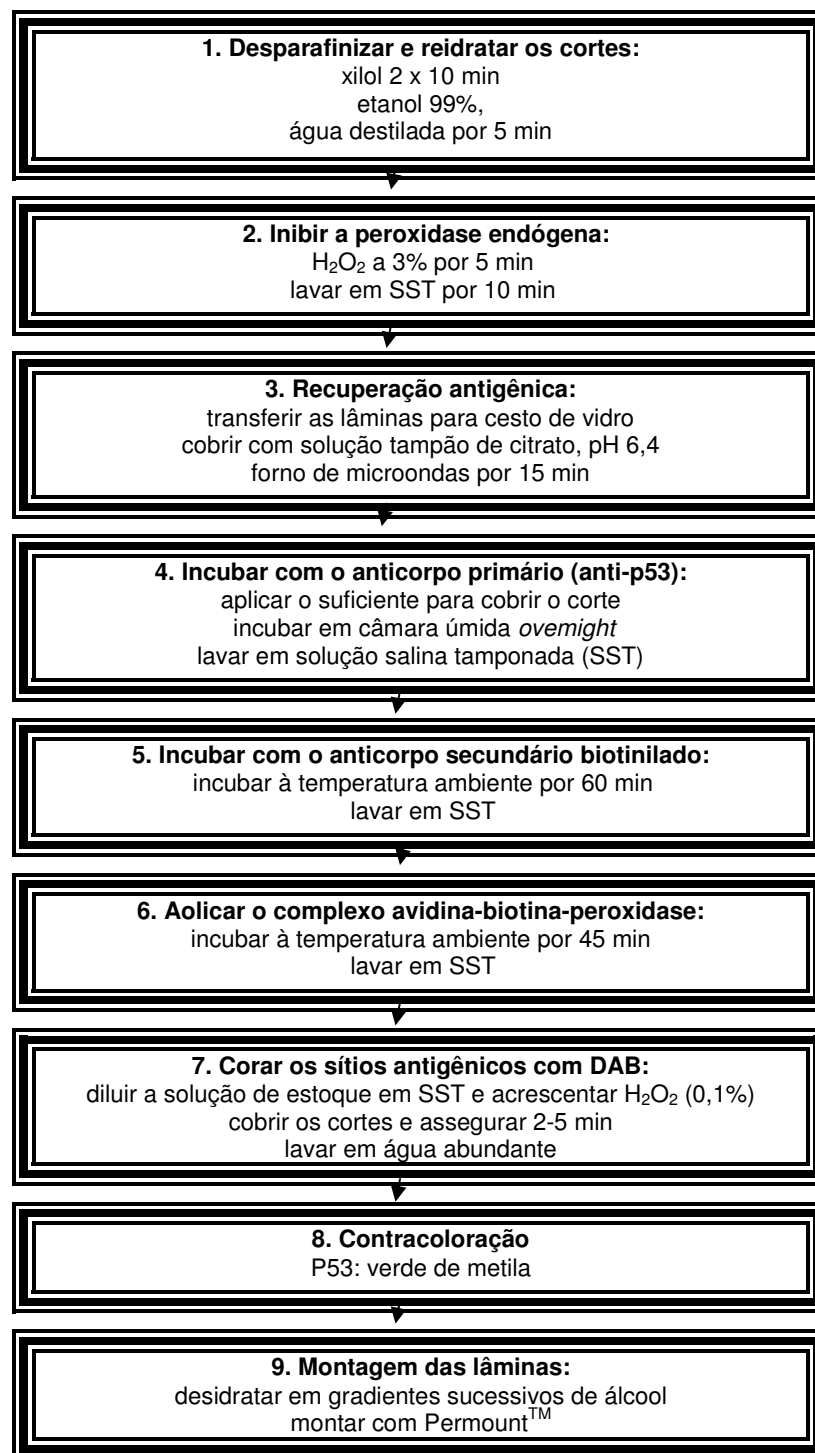 1. Desparafinizar e reidratar os cortes:
xilol 2 x 10 min
etanol 99%,
água destilada por 5 min
2. Inibir a peroxidase endógena:
H₂O₂ a 3% por 5 min
lavar em SST por 10 min
3. Recuperação antigênica:
transferir as lâminas para cesto de vidro
cobrir com solução tampão de citrato, pH 6,4
forno de microondas por 15 min
4. Incubar com o anticorpo primário (anti-p53):
aplicar o suficiente para cobrir o corte
incubar em câmara úmida ovemight
lavar em solução salina tamponada (SST)
5. Incubar com o anticorpo secundário biotinilado:
incubar à temperatura ambiente por 60 min
lavar em SST
6. Aolicar o complexo avidina-biotina-peroxidase:
incubar à temperatura ambiente por 45 min
lavar em SST
7. Corar os sítios antigênicos com DAB:
diluir a solução de estoque em SST e acrescentar H₂O₂ (0,1%)
cobrir os cortes e assegurar 2-5 min
lavar em água abundante
8. Contracoloração
P53: verde de metila
9. Montagem das lâminas:
desidratar em gradientes sucessivos de álcool
montar com Permount™